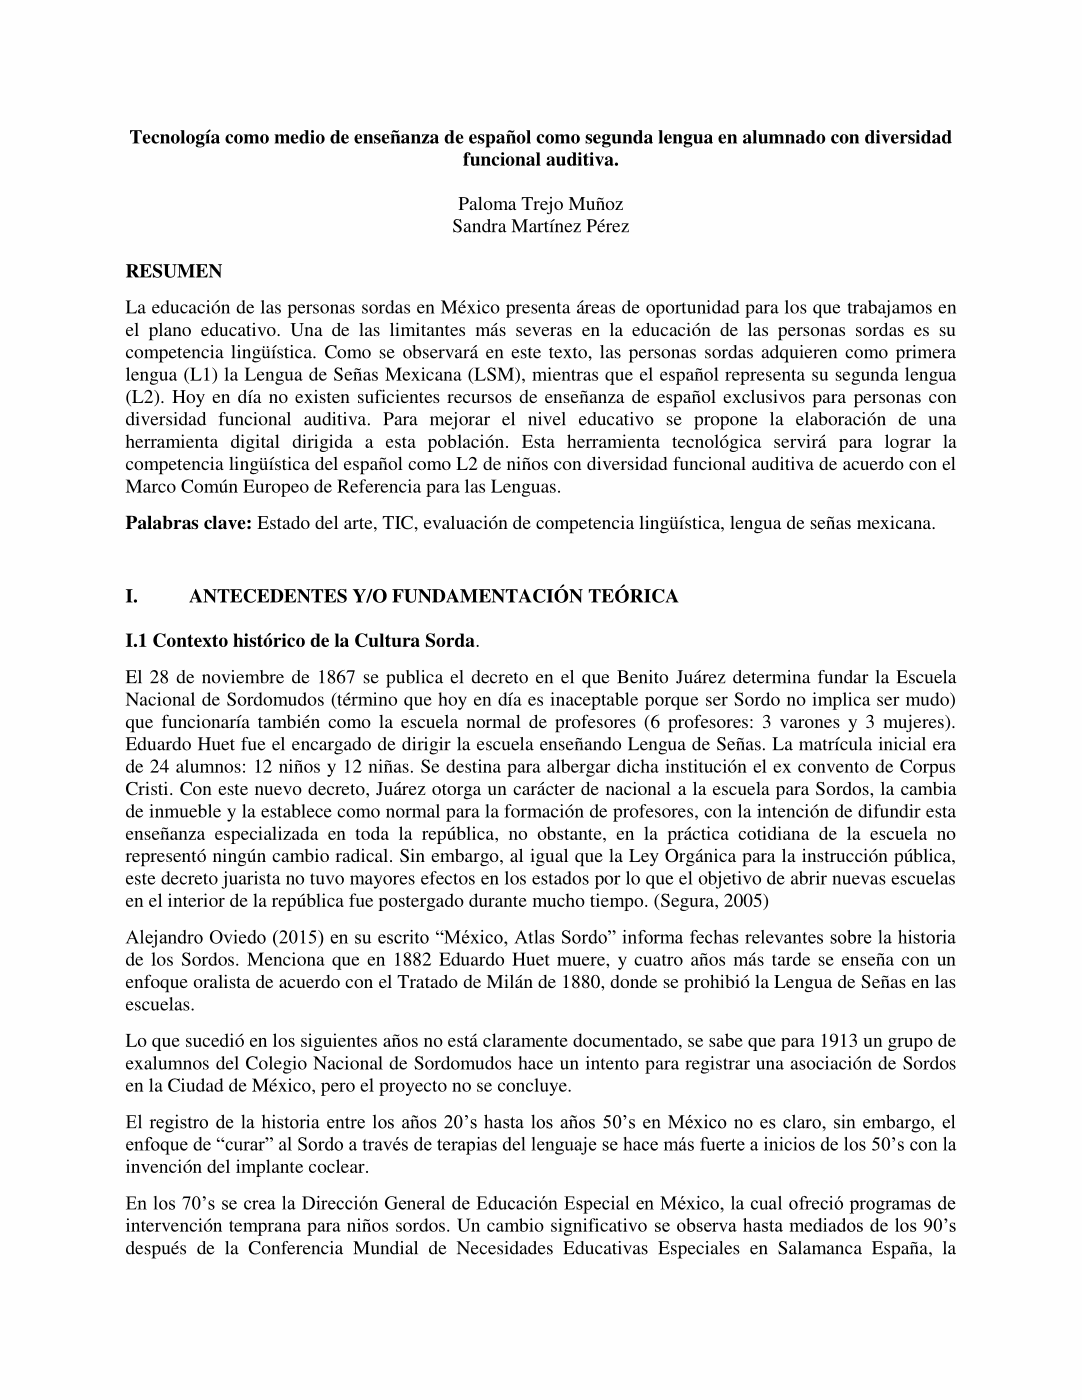 Tecnología como medio de enseñanza de español como segunda lengua en alumnado con diversidad
funcional auditiva.
Paloma Trejo Muñoz
Sandra Martínez Pérez
RESUMEN
La educación de las personas sordas en México presenta áreas de oportunidad para los que trabajamos en
el plano educativo. Una de las limitantes más severas en la educación de las personas sordas es su
competencia lingüística. Como se observará en este texto, las personas sordas adquieren como primera
lengua (L1) la Lengua de Señas Mexicana (LSM), mientras que el español representa su segunda lengua
(L2). Hoy en día no existen suficientes recursos de enseñanza de español exclusivos para personas con
diversidad funcional auditiva. Para mejorar el nivel educativo se propone la elaboración de una
herramienta digital dirigida a esta población. Esta herramienta tecnológica servirá para lograr la
competencia lingüística del español como L2 de niños con diversidad funcional auditiva de acuerdo con el
Marco Común Europeo de Referencia para las Lenguas.
Palabras clave: Estado del arte, TIC, evaluación de competencia lingüística, lengua de señas mexicana.
I. ANTECEDENTES Y/O FUNDAMENTACIÓN TEÓRICA
I.1 Contexto histórico de la Cultura Sorda.
El 28 de noviembre de 1867 se publica el decreto en el que Benito Juárez determina fundar la Escuela
Nacional de Sordomudos (término que hoy en día es inaceptable porque ser Sordo no implica ser mudo)
que funcionaría también como la escuela normal de profesores (6 profesores: 3 varones y 3 mujeres).
Eduardo Huet fue el encargado de dirigir la escuela enseñando Lengua de Señas. La matrícula inicial era
de 24 alumnos: 12 niños y 12 niñas. Se destina para albergar dicha institución el ex convento de Corpus
Cristi. Con este nuevo decreto, Juárez otorga un carácter de nacional a la escuela para Sordos, la cambia
de inmueble y la establece como normal para la formación de profesores, con la intención de difundir esta
enseñanza especializada en toda la república, no obstante, en la práctica cotidiana de la escuela no
representó ningún cambio radical. Sin embargo, al igual que la Ley Orgánica para la instrucción pública,
este decreto juarista no tuvo mayores efectos en los estados por lo que el objetivo de abrir nuevas escuelas
en el interior de la república fue postergado durante mucho tiempo. (Segura, 2005)
Alejandro Oviedo (2015) en su escrito “México, Atlas Sordo” informa fechas relevantes sobre la historia
de los Sordos. Menciona que en 1882 Eduardo Huet muere, y cuatro años más tarde se enseña con un
enfoque oralista de acuerdo con el Tratado de Milán de 1880, donde se prohibió la Lengua de Señas en las
escuelas.
Lo que sucedió en los siguientes años no está claramente documentado, se sabe que para 1913 un grupo de
exalumnos del Colegio Nacional de Sordomudos hace un intento para registrar una asociación de Sordos
en la Ciudad de México, pero el proyecto no se concluye.
El registro de la historia entre los años 20’s hasta los años 50’s en México no es claro, sin embargo, el
enfoque de “curar” al Sordo a través de terapias del lenguaje se hace más fuerte a inicios de los 50’s con la
invención del implante coclear.
En los 70’s se crea la Dirección General de Educación Especial en México, la cual ofreció programas de
intervención temprana para niños sordos. Un cambio significativo se observa hasta mediados de los 90’s
después de la Conferencia Mundial de Necesidades Educativas Especiales en Salamanca España, la